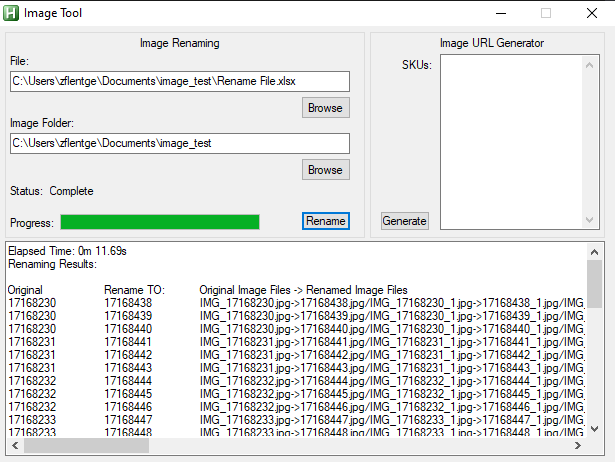 Image Tool
Image Renaming
File:
C:\Users\zflentge\Documents\image_test\Rename File.xlsx
Browse
Image Folder:
C:\Users\zflentge\Documents\image_test
Browse
Status: Complete
Progress:
Rename
Image URL Generator
SKUs:
Generate
Elapsed Time: 0m 11.69s
Renaming Results:
Original Rename TO: Original Image Files -> Renamed Image Files
17168230 17168438 IMG_17168230.jpg->17168438.jpg/IMG_17168230_1.jpg->17168438_1.jpg/IMG_
17168230 17168439 IMG_17168230.jpg->17168439.jpg/IMG_17168230_1.jpg->17168439_1.jpg/IMG_
17168230 17168440 IMG_17168230.jpg->17168440.jpg/IMG_17168230_1.jpg->17168440_1.jpg/IMG_
17168231 17168441 IMG_17168231.jpg->17168441.jpg/IMG_17168231_1.jpg->17168441_1.jpg/IMG_
17168231 17168442 IMG_17168231.jpg->17168442.jpg/IMG_17168231_1.jpg->17168442_1.jpg/IMG_
17168231 17168443 IMG_17168231.jpg->17168443.jpg/IMG_17168231_1.jpg->17168443_1.jpg/IMG_
17168232 17168444 IMG_17168232.jpg->17168444.jpg/IMG_17168232_1.jpg->17168444_1.jpg/IMG_
17168232 17168445 IMG_17168232.jpg->17168445.jpg/IMG_17168232_1.jpg->17168445_1.jpg/IMG_
17168232 17168446 IMG_17168232.jpg->17168446.jpg/IMG_17168232_1.jpg->17168446_1.jpg/IMG_
17168233 17168447 IMG_17168233.jpg->17168447.jpg/IMG_17168233_1.jpg->17168447_1.jpg/IMG_
17168233 17168448 IMG_17168233.jpg->17168448.jpg/IMG_17168233_1.jpg->17168448_1.jpg/IMG_